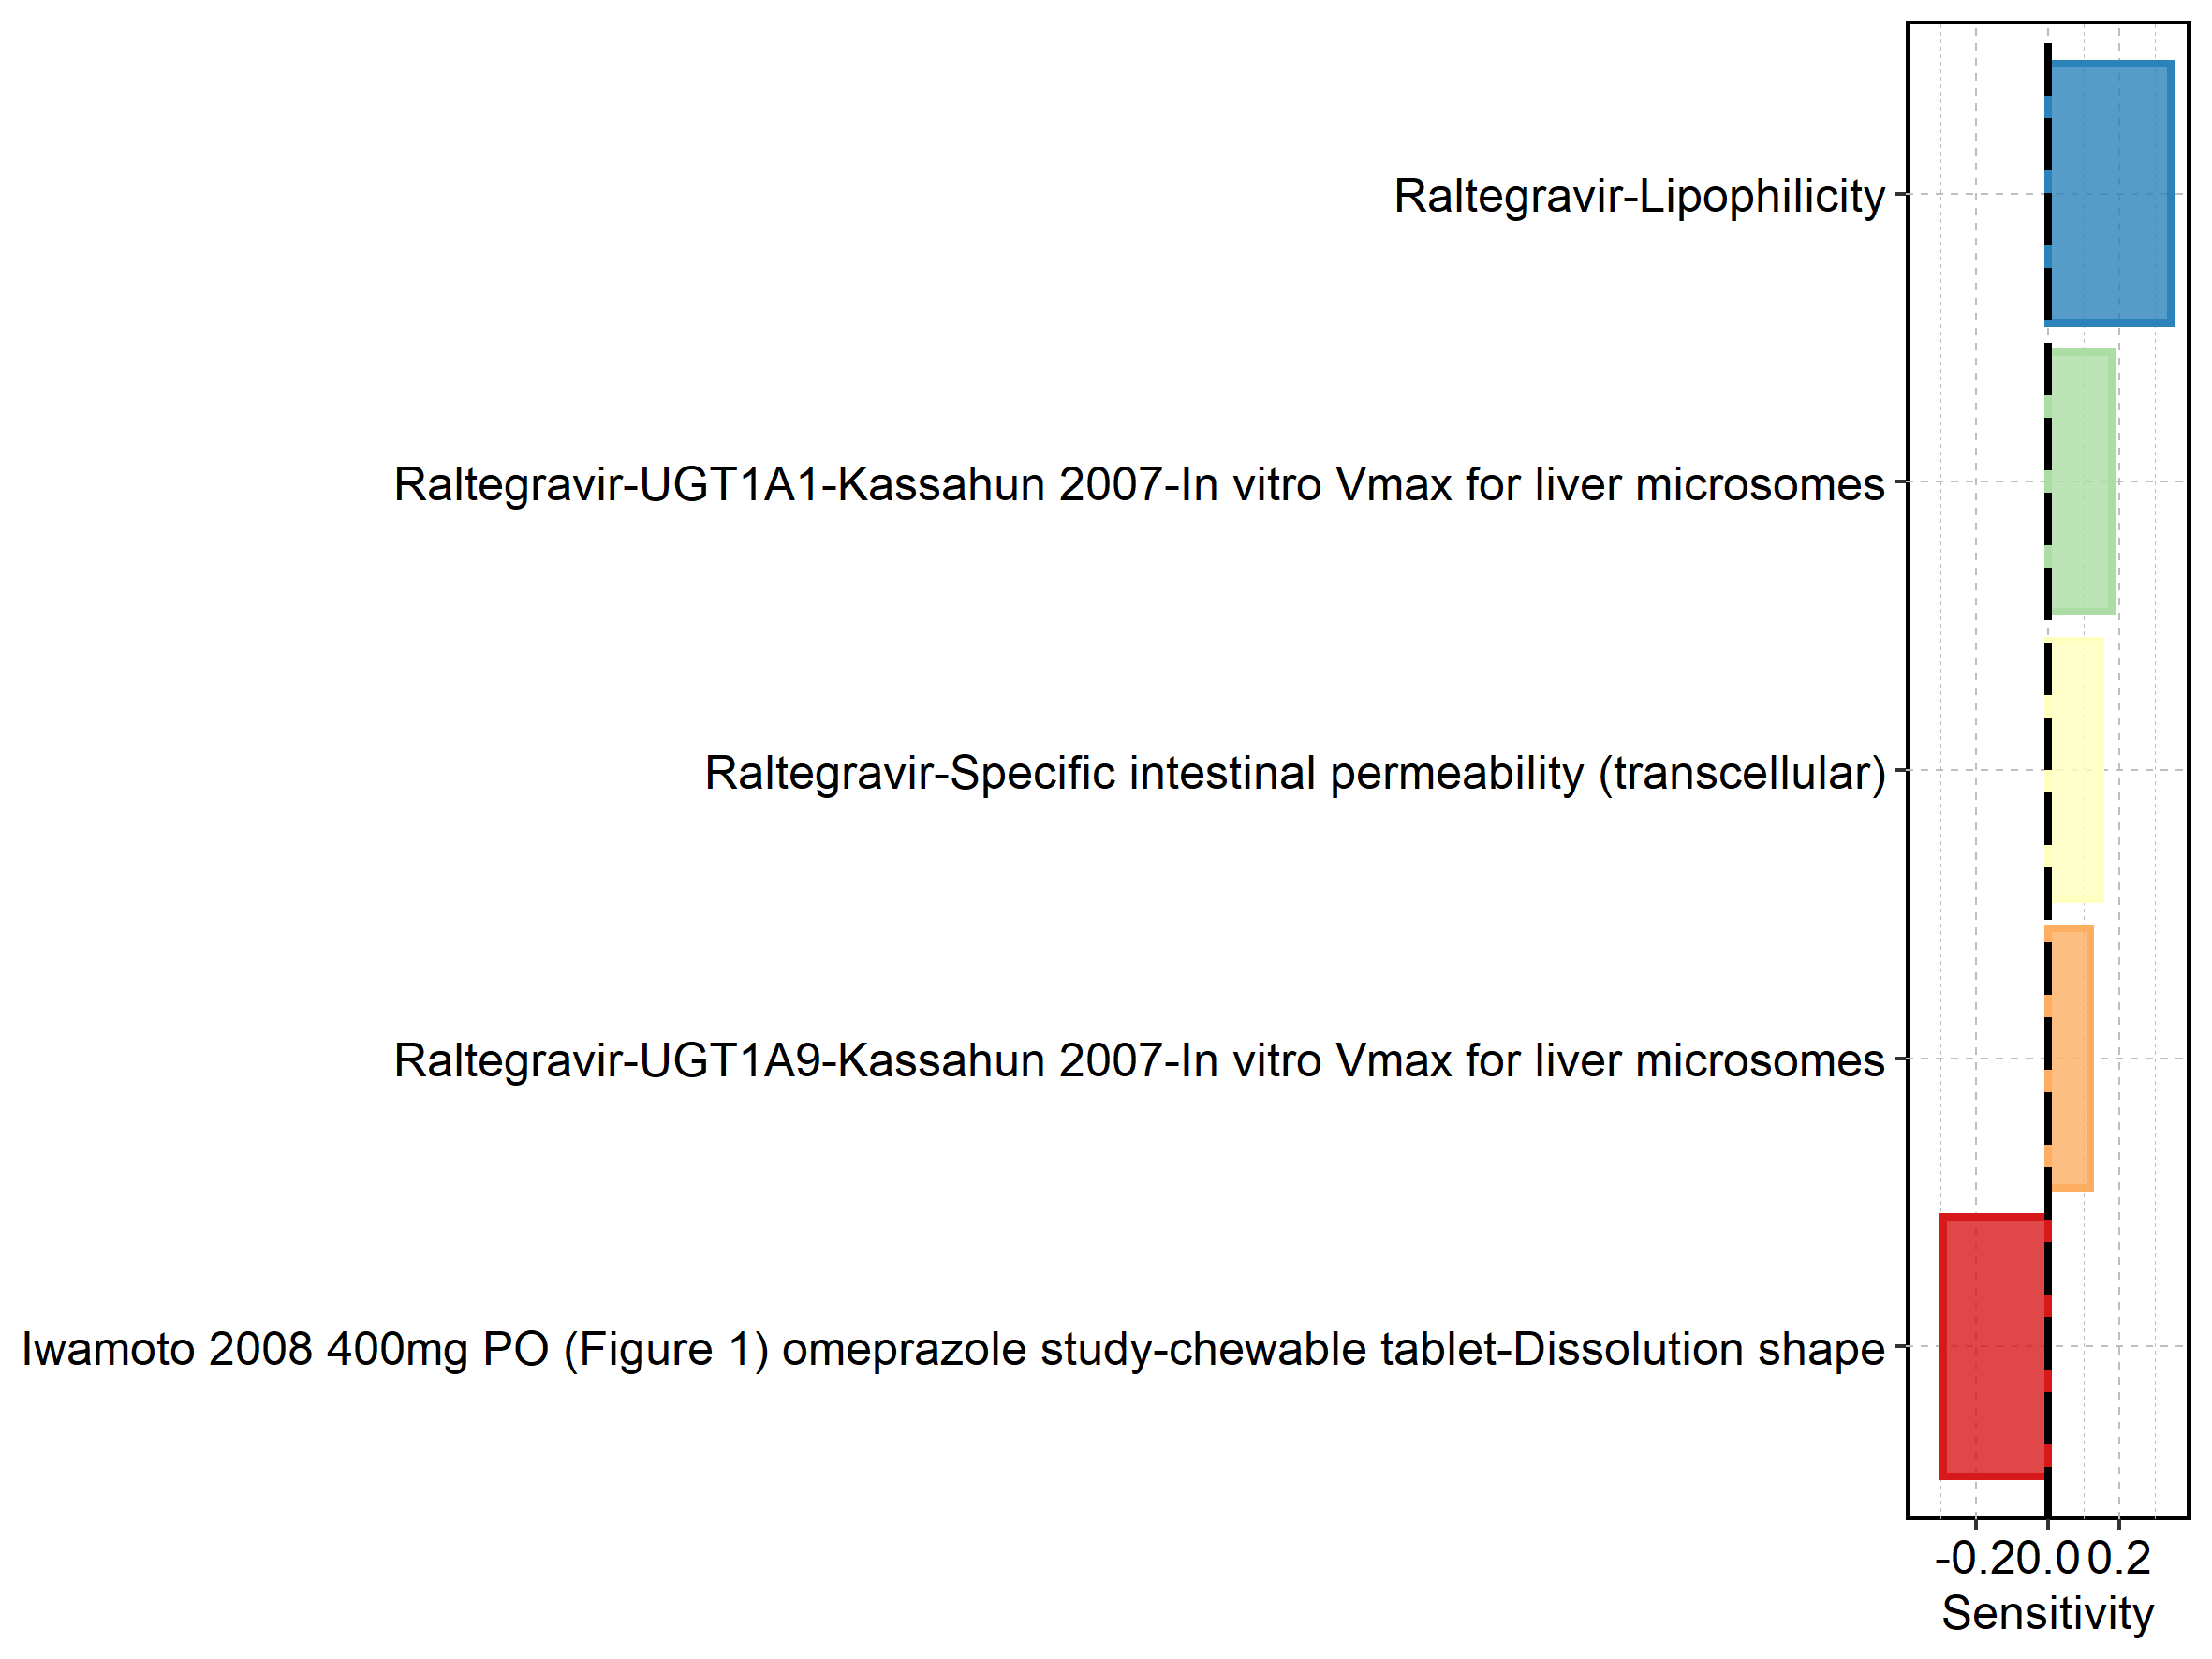 Raltegravir-Lipophilicity
Raltegravir-UGT1A1-Kassahun 2007-In vitro Vmax for liver microsomes
Raltegravir-Specific intestinal permeability (transcellular)
Raltegravir-UGT1A9-Kassahun 2007-In vitro Vmax for liver microsomes
Iwamoto 2008 400mg PO (Figure 1) omeprazole study-chewable tablet-Dissolution shape
-0.2 0.0 0.2
Sensitivity